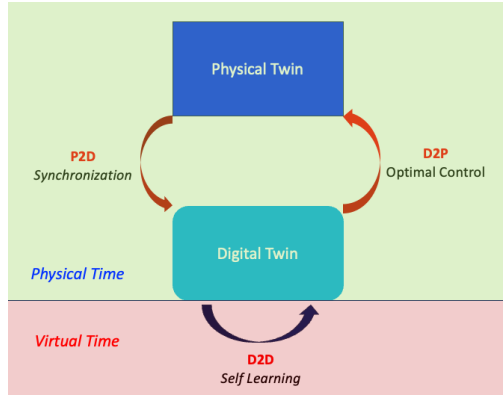 Physical Twin
P2D
Synchronization
D2P
Optimal Control
Digital Twin
Physical Time
Virtual Time
D2D
Self Learning